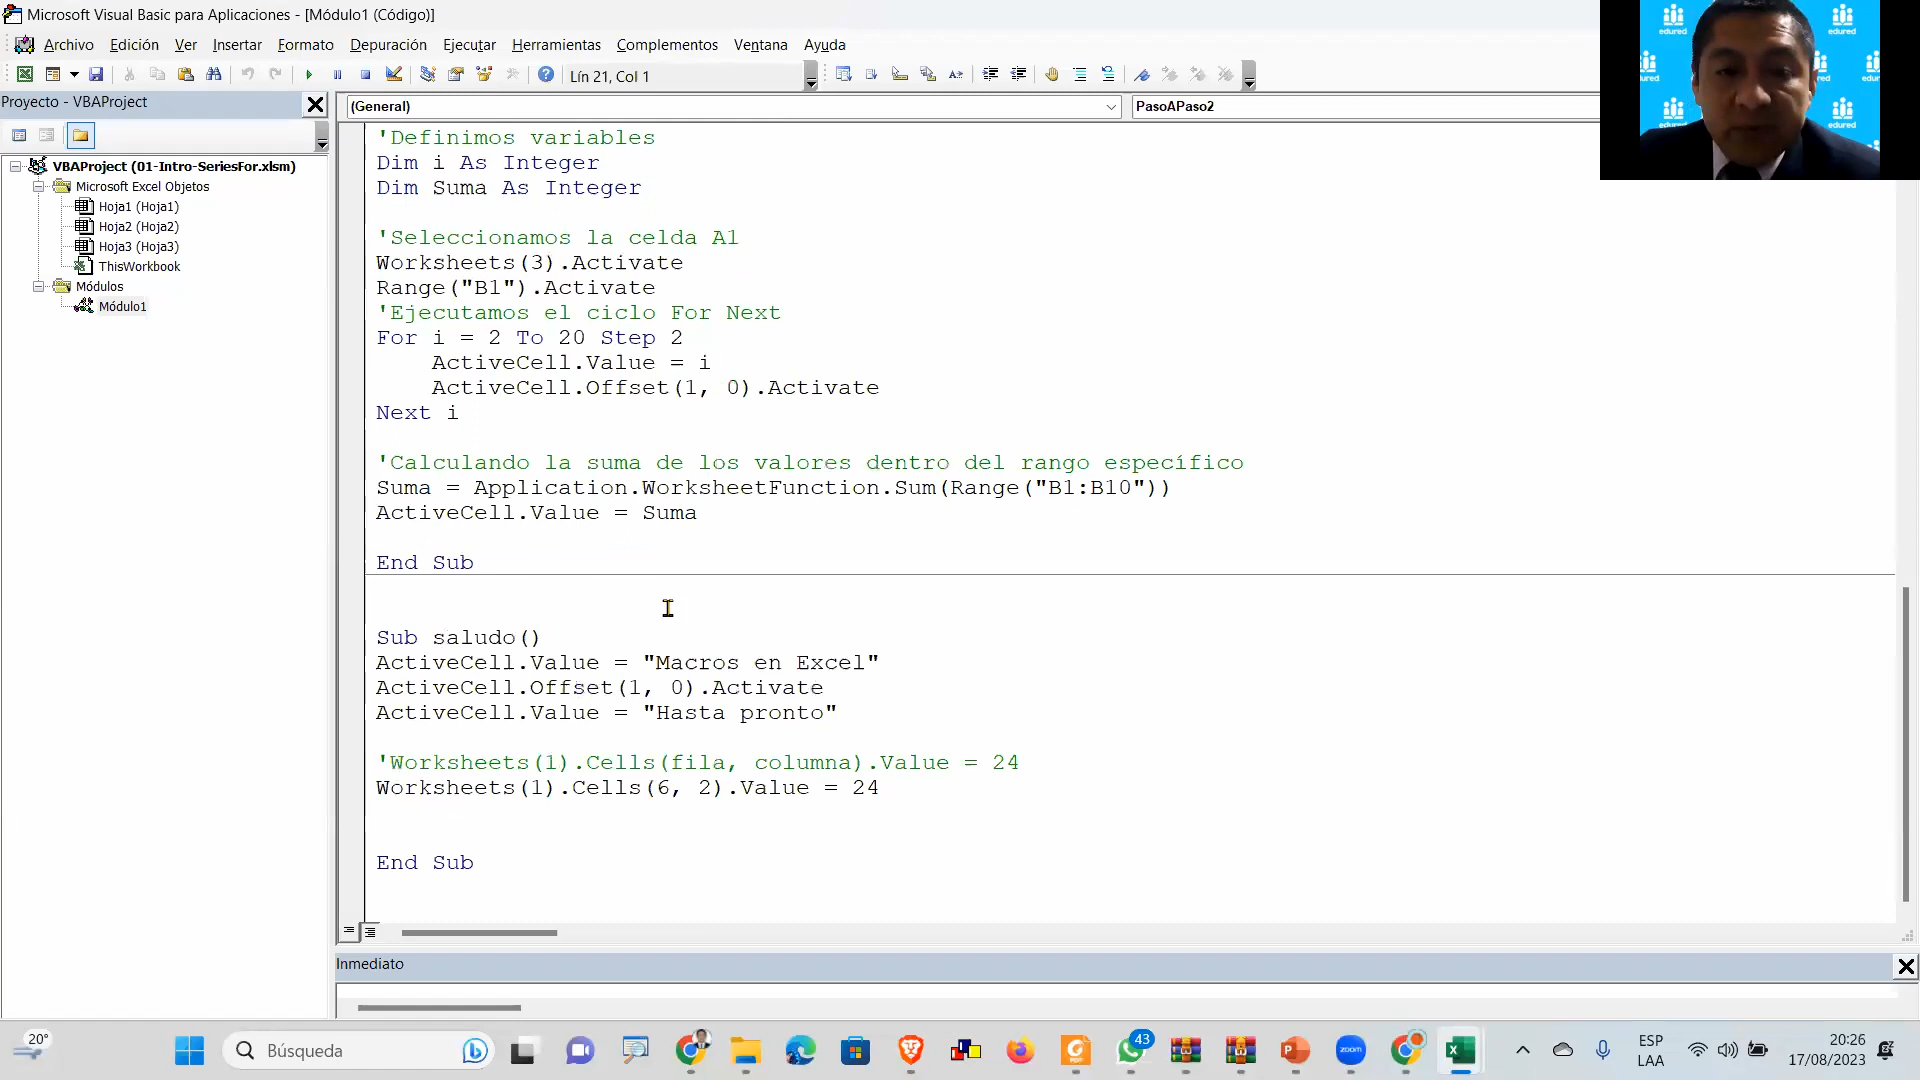 Microsoft Visual Basic para Aplicaciones - [Módulo1 (Código)]
Archivo Edición Ver Insertar Formato Depuración Ejecutar Herramientas Complementos Ventana Ayuda
Lín 21, Col 1
Proyecto - VBAProject
VBAProject (01-Intro-SeriesFor.xlsm)
Microsoft Excel Objetos
Hoja1 (Hoja1)
Hoja2 (Hoja2)
Hoja3 (Hoja3)
ThisWorkbook
Módulos
Módulo1
(General)
PasoAPaso2
'Definimos variables
Dim i As Integer
Dim Suma As Integer
'Seleccionamos la celda A1
Worksheets(3).Activate
Range("B1").Activate
'Ejecutamos el ciclo For Next
For i = 2 To 20 Step 2
ActiveCell.Value = i
ActiveCell.Offset(1, 0).Activate
Next i
'Calculando la suma de los valores dentro del rango específico
Suma = Application.WorksheetFunction.Sum(Range("B1:B10"))
ActiveCell.Value = Suma
End Sub
Sub saludo()
ActiveCell.Value = "Macros en Excel"
ActiveCell.Offset(1, 0).Activate
ActiveCell.Value = "Hasta pronto"
'Worksheets(1).Cells(fila, columna).Value = 24
Worksheets(1).Cells(6, 2).Value = 24
End Sub
Inmediato
edured
edured
edured
edured
20°
Búsqueda
43
zoom
ESP
LAA
20:26
17/08/2023